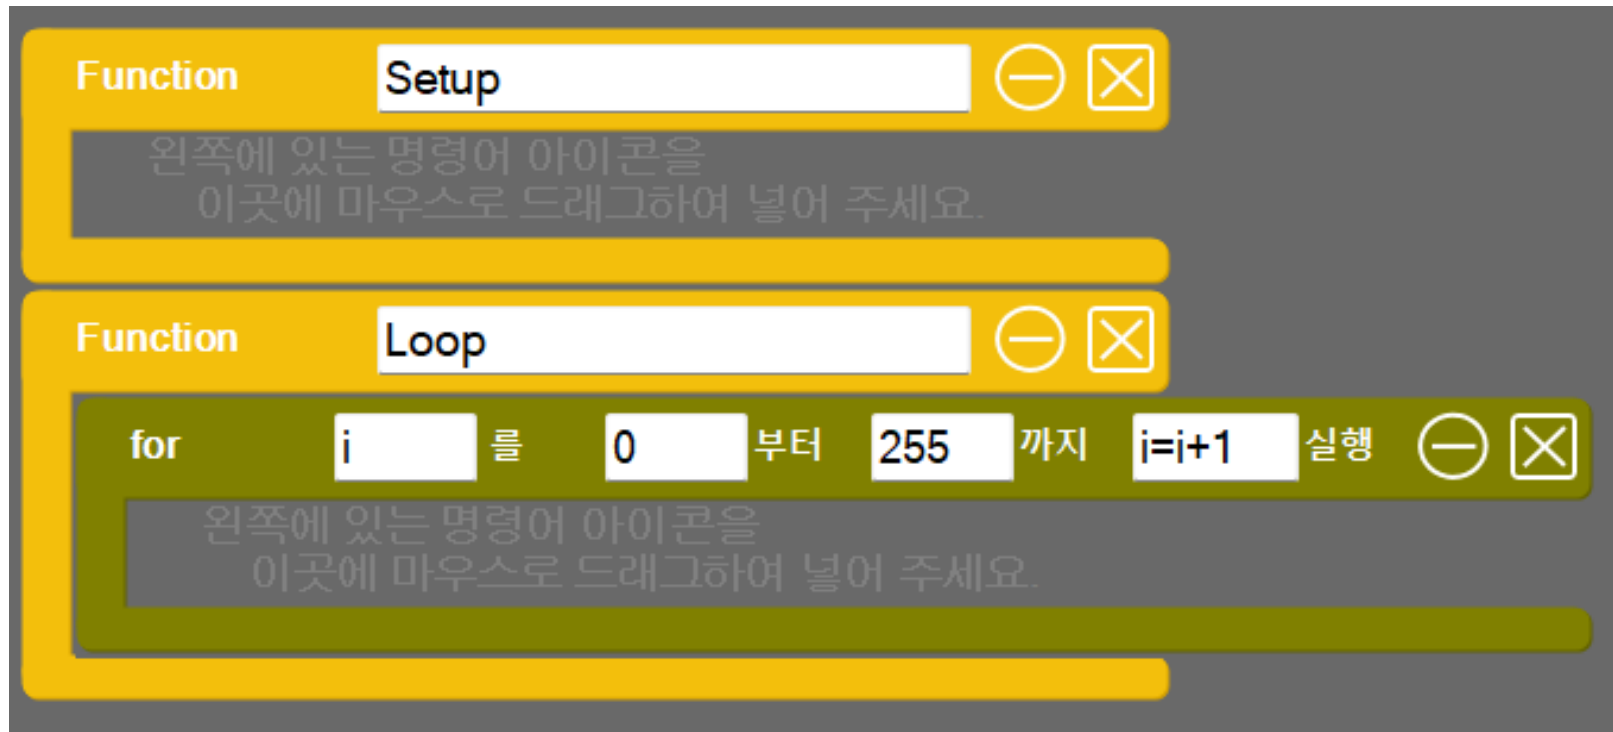 Function Setup
왼쪽에 있는 명령어 아이콘을
이곳에 마우스로 드래그하여 넣어 주세요.
Function Loop
for i 를 0 부터 255 까지 i=i+1 실행
왼쪽에 있는 명령어 아이콘을
이곳에 마우스로 드래그하여 넣어 주세요.